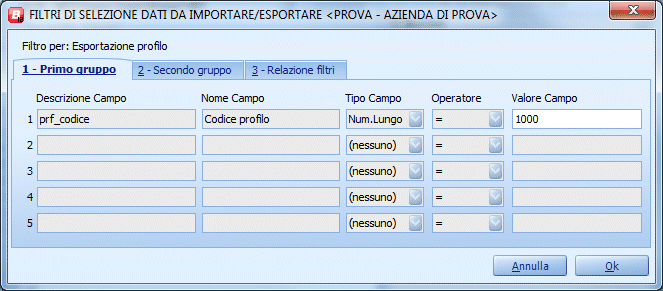 FILTRI DI SELEZIONE DATI DA IMPORTARE/ESPORTARE <PROVA - AZIENDA DI PROVA>
Filtro per: Esportazione profilo
1 - Primo gruppo 2 - Secondo gruppo 3 - Relazione filtri
Descrizione Campo Nome Campo Tipo Campo Operatore Valore Campo
1 prf_codice Codice profilo Num.Lungo = 1000
2 (nessuno) =
3 (nessuno) =
4 (nessuno) =
5 (nessuno) =
Annulla Ok